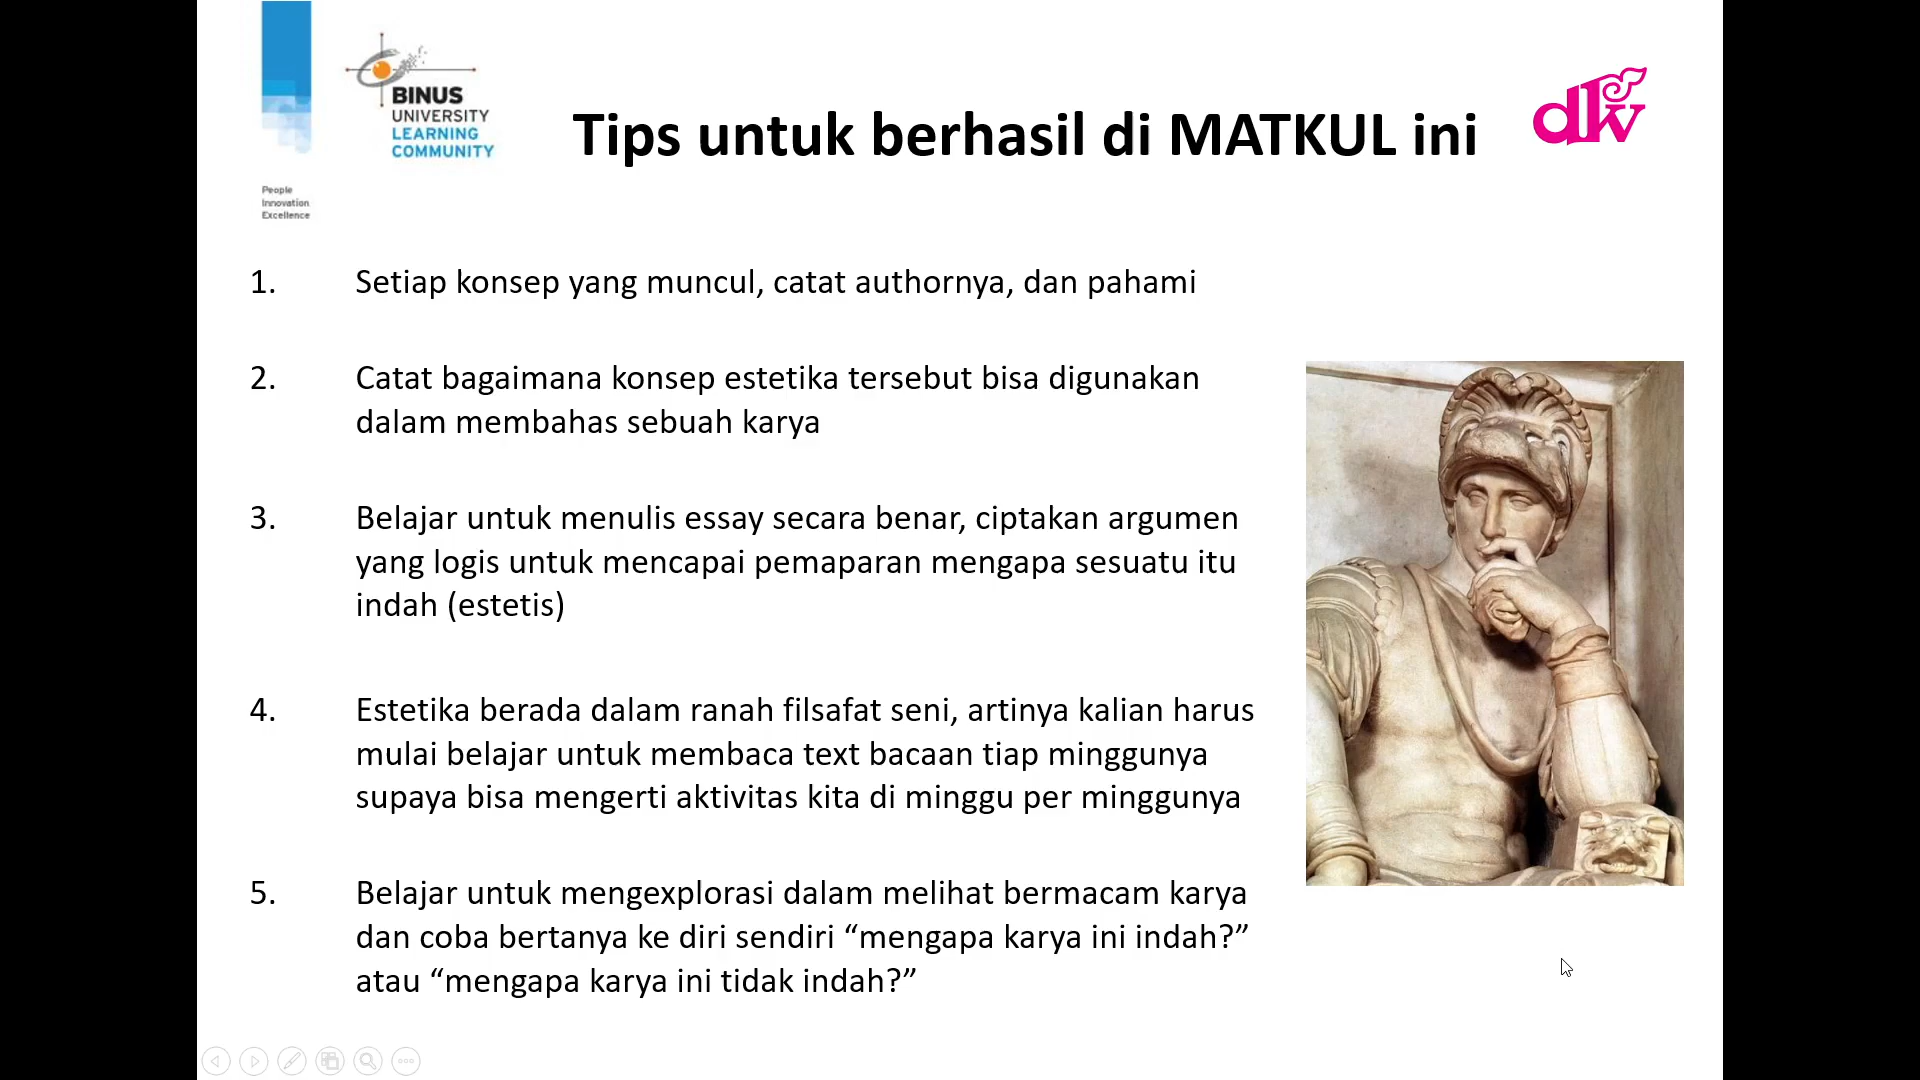 BINUS
UNIVERSITY
LEARNING
COMMUNITY
People
Innovation
Excellence
Tips untuk berhasil di MATKUL ini
dkv
1. Setiap konsep yang muncul, catat authornya, dan pahami
2. Catat bagaimana konsep estetika tersebut bisa digunakan
dalam membahas sebuah karya
3. Belajar untuk menulis essay secara benar, ciptakan argumen
yang logis untuk mencapai pemaparan mengapa sesuatu itu
indah (estetis)
4. Estetika berada dalam ranah filsafat seni, artinya kalian harus
mulai belajar untuk membaca text bacaan tiap minggunya
supaya bisa mengerti aktivitas kita di minggu per minggunya
5. Belajar untuk mengexplorasi dalam melihat bermacam karya
dan coba bertanya ke diri sendiri “mengapa karya ini indah?”
atau “mengapa karya ini tidak indah?”